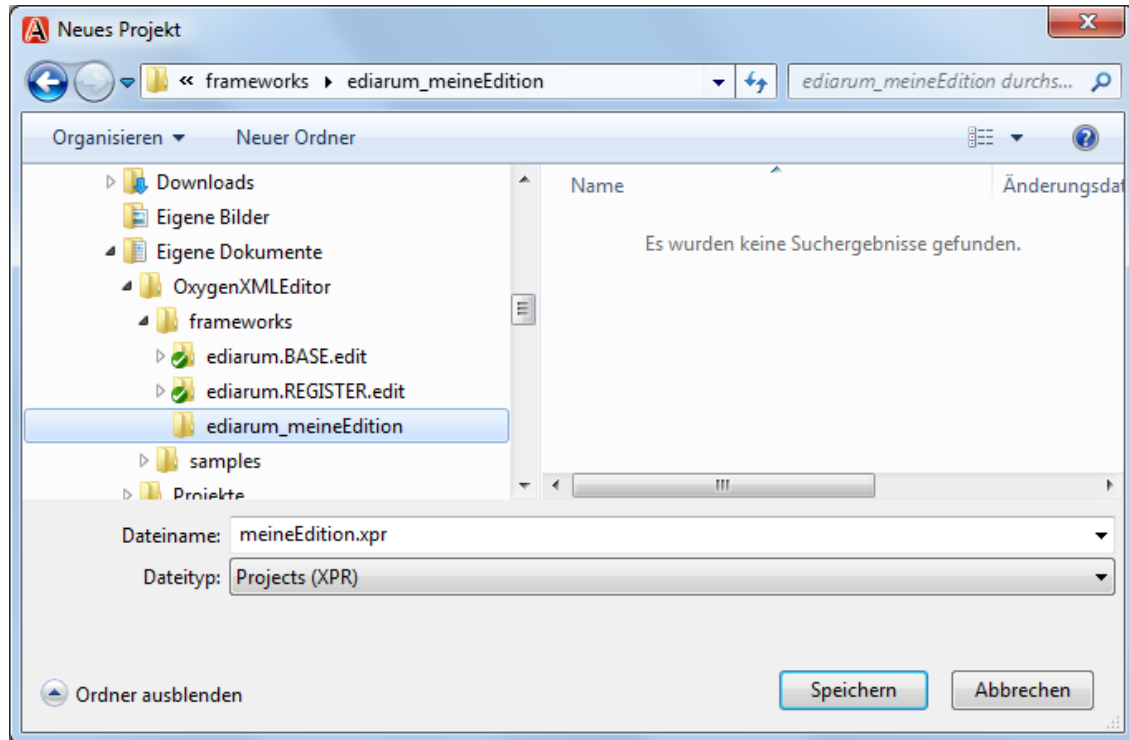 Neues Projekt
« frameworks ediarum_meineEdition
ediarum_meineEdition durchs...
Organisieren Neuer Ordner
Downloads
Eigene Bilder
Eigene Dokumente
OxygenXMLEditor
frameworks
ediarum.BASE.edit
ediarum.REGISTER.edit
ediarum_meineEdition
samples
Projekte
Name Änderungsdat
Es wurden keine Suchergebnisse gefunden.
Dateiname: meineEdition.xpr
Dateityp: Projects (XPR)
Ordner ausblenden
Speichern Abbrechen